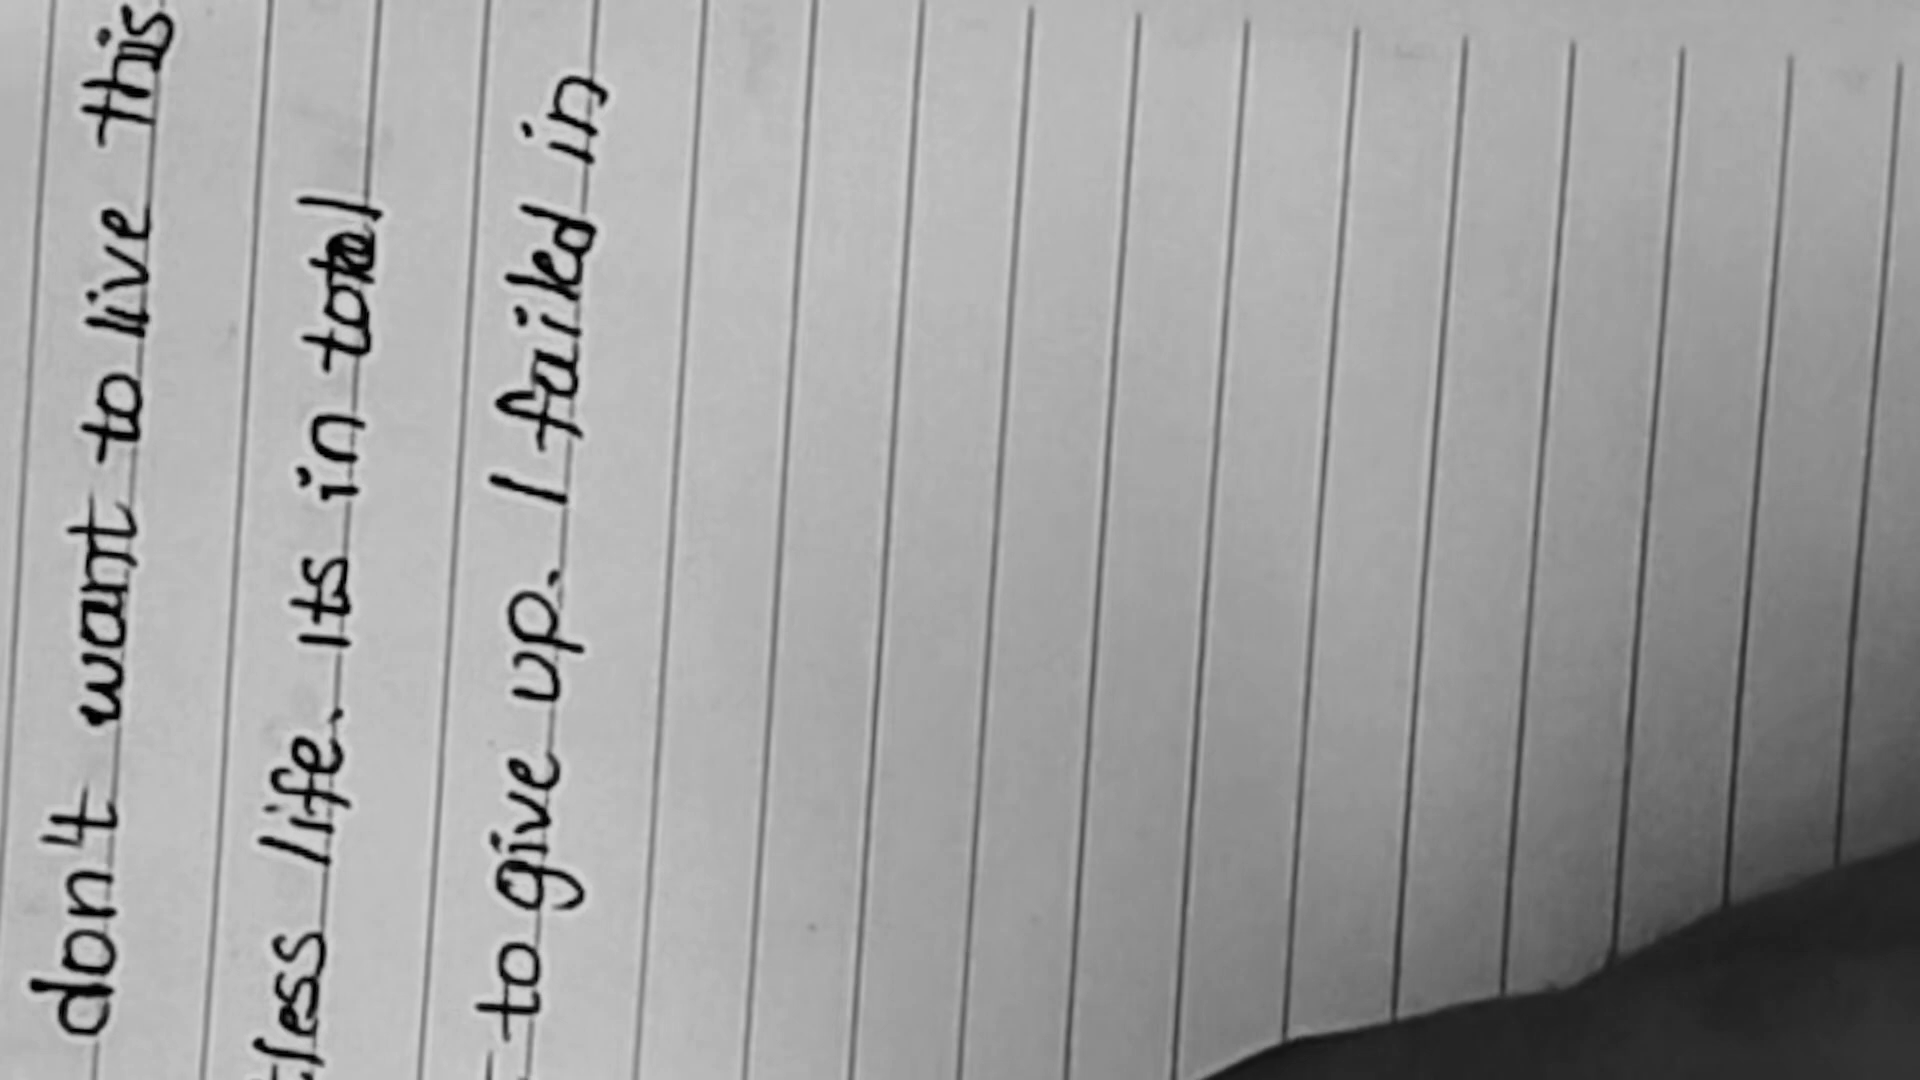 don't want to live this
less life. Its in total
to give up. I failed in